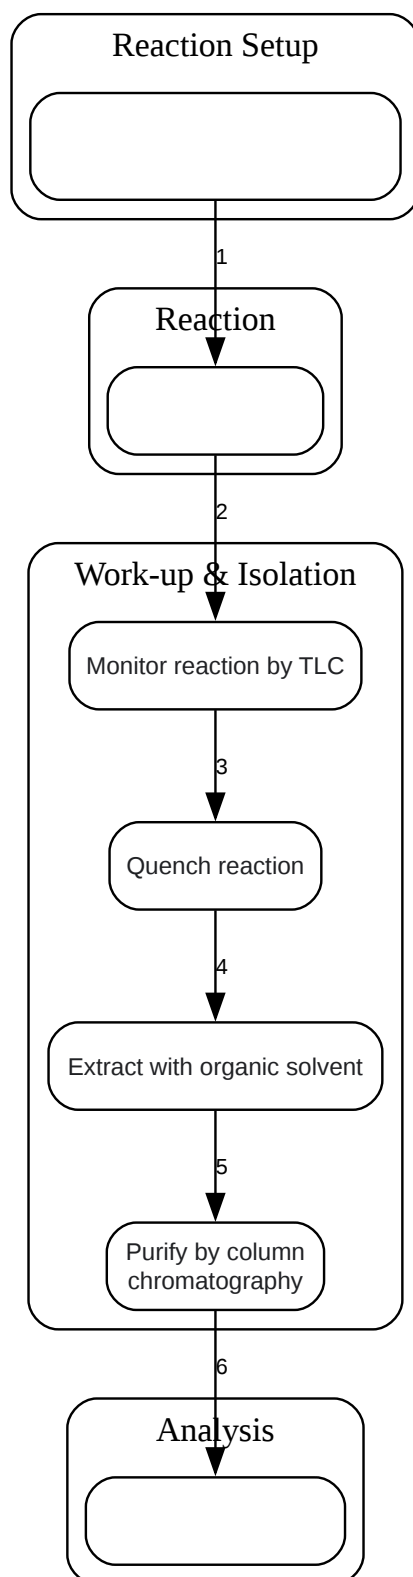 Reaction Setup
1
Reaction
2
Work-up & Isolation
Monitor reaction by TLC
3
Quench reaction
4
Extract with organic solvent
5
Purify by column
chromatography
6
Analysis